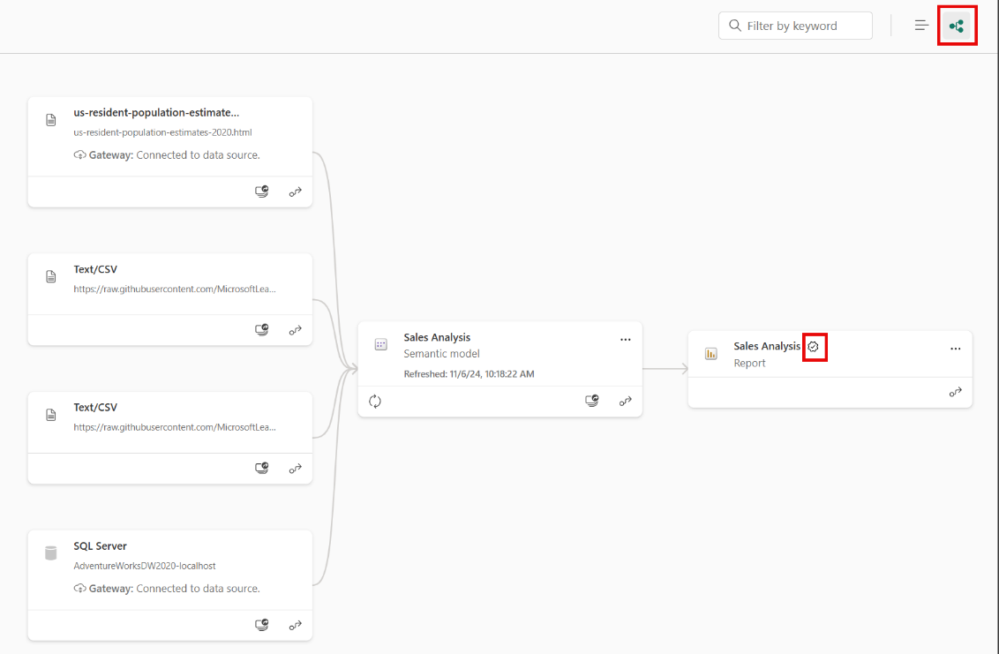 Filter by keyword
us-resident-population-estimate...
us-resident-population-estimates-2020.html
Gateway: Connected to data source.
Text/CSV
https://raw.githubusercontent.com/MicrosoftLea...
Text/CSV
https://raw.githubusercontent.com/MicrosoftLea...
SQL Server
AdventureWorksDW2020-localhost
Gateway: Connected to data source.
Sales Analysis
Semantic model
Refreshed: 11/6/24, 10:18:22 AM
Sales Analysis
Report